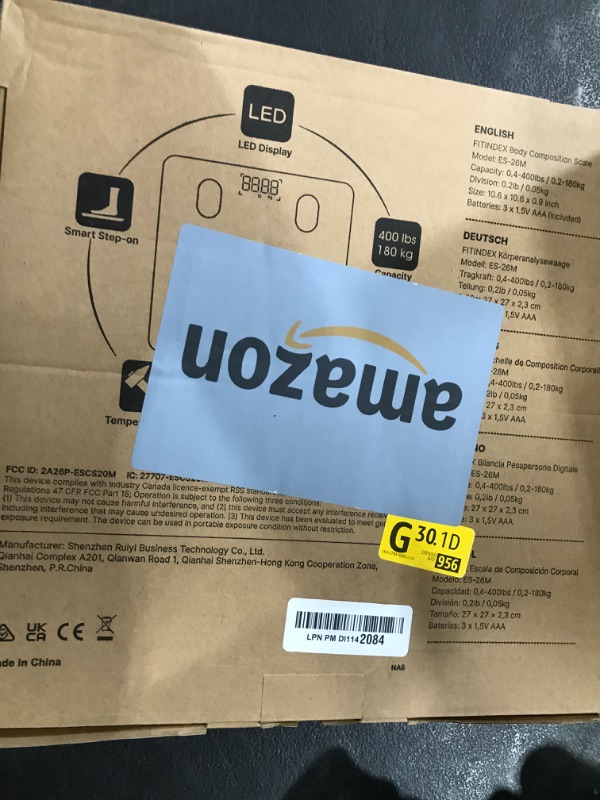 LED
LED Display
Smart Step-on
8888
400 lbs
180 kg
Capacity
amazon
ENGLISH
FITINDEX Body Composition Scale
Model: ES-26M
Capacity: 0,4-400lbs / 0,2-180kg
Division: 0,2lb / 0,05kg
Size: 10.6 x 10.6 x 0.9 inch
Batteries: 3 x 1,5V AAA (included)
DEUTSCH
FITINDEX Körperanalysewaage
Modell: ES-26M
Tragkraft: 0,4-400lbs / 0,2-180kg
Teilung: 0,2lb / 0,05kg
27 x 27 x 2,3 cm
1,5V AAA
de Composition Corporel
-26M
,4-400lbs / 0,2-180kg
2lb / 0,05kg
27 x 2,3 cm
1,5V AAA
NO
Bilancia Pesapersone Digitale
ES-26M
0,4-400lbs / 0,2-180kg
0,2lb / 0,05kg
x 27 x 2,3 cm
3 x 1,5V AAA
L
Escala de Composición Corporal
Modelo: ES-26M
Capacidad: 0,4-400lbs / 0,2-180kg
División: 0,2lb / 0,05kg
Tamaño: 27 x 27 x 2,3 cm
Baterías: 3 x 1,5V AAA
Tempe
FCC ID: 2A26P-ESCS20M IC: 27707-ESCS20
This device complies with Industry Canada licence-exempt RSS
Regulations 47 CFR FCC Part 15; Operation is subject to the following three conditions:
(1) This device may not cause harmful interference, and (2) this device must accept any interference
including interference that may cause undesired operation. (3) This device has been evaluated to meet
exposure requirement. The device can be used in portable exposure condition without restriction.
Manufacturer: Shenzhen Ruiyi Business Technology Co., Ltd.
Qianhai Complex A201, Qianwan Road 1, Qianhai Shenzhen-Hong Kong Cooperation Zone,
Shenzhen, P.R.China
UK
CA
CE
de in China
G 30.1D
956
LPN PM DI114 2084
NA6